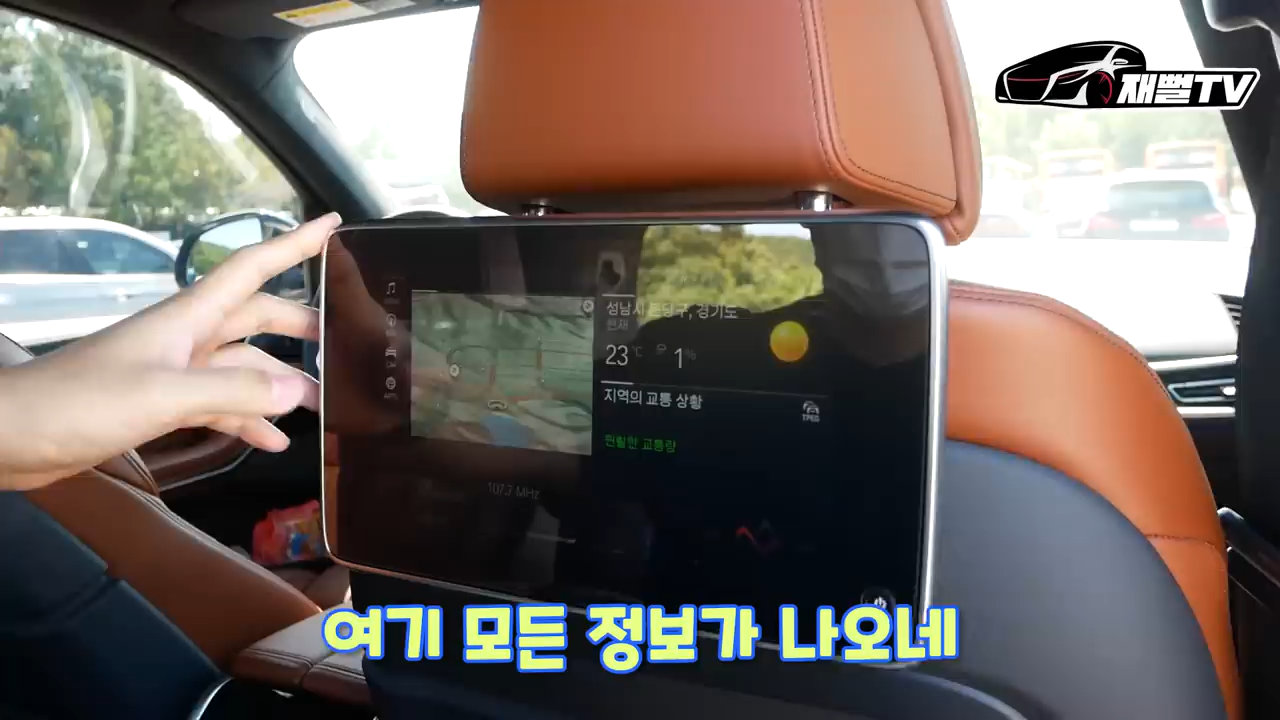 재뻘TV
성남시 분당구, 경기도
현재
23 °C 1 %
지역의 교통 상황
TPEG
원활한 교통량
107.7 MHz
여기 모든 정보가 나오네